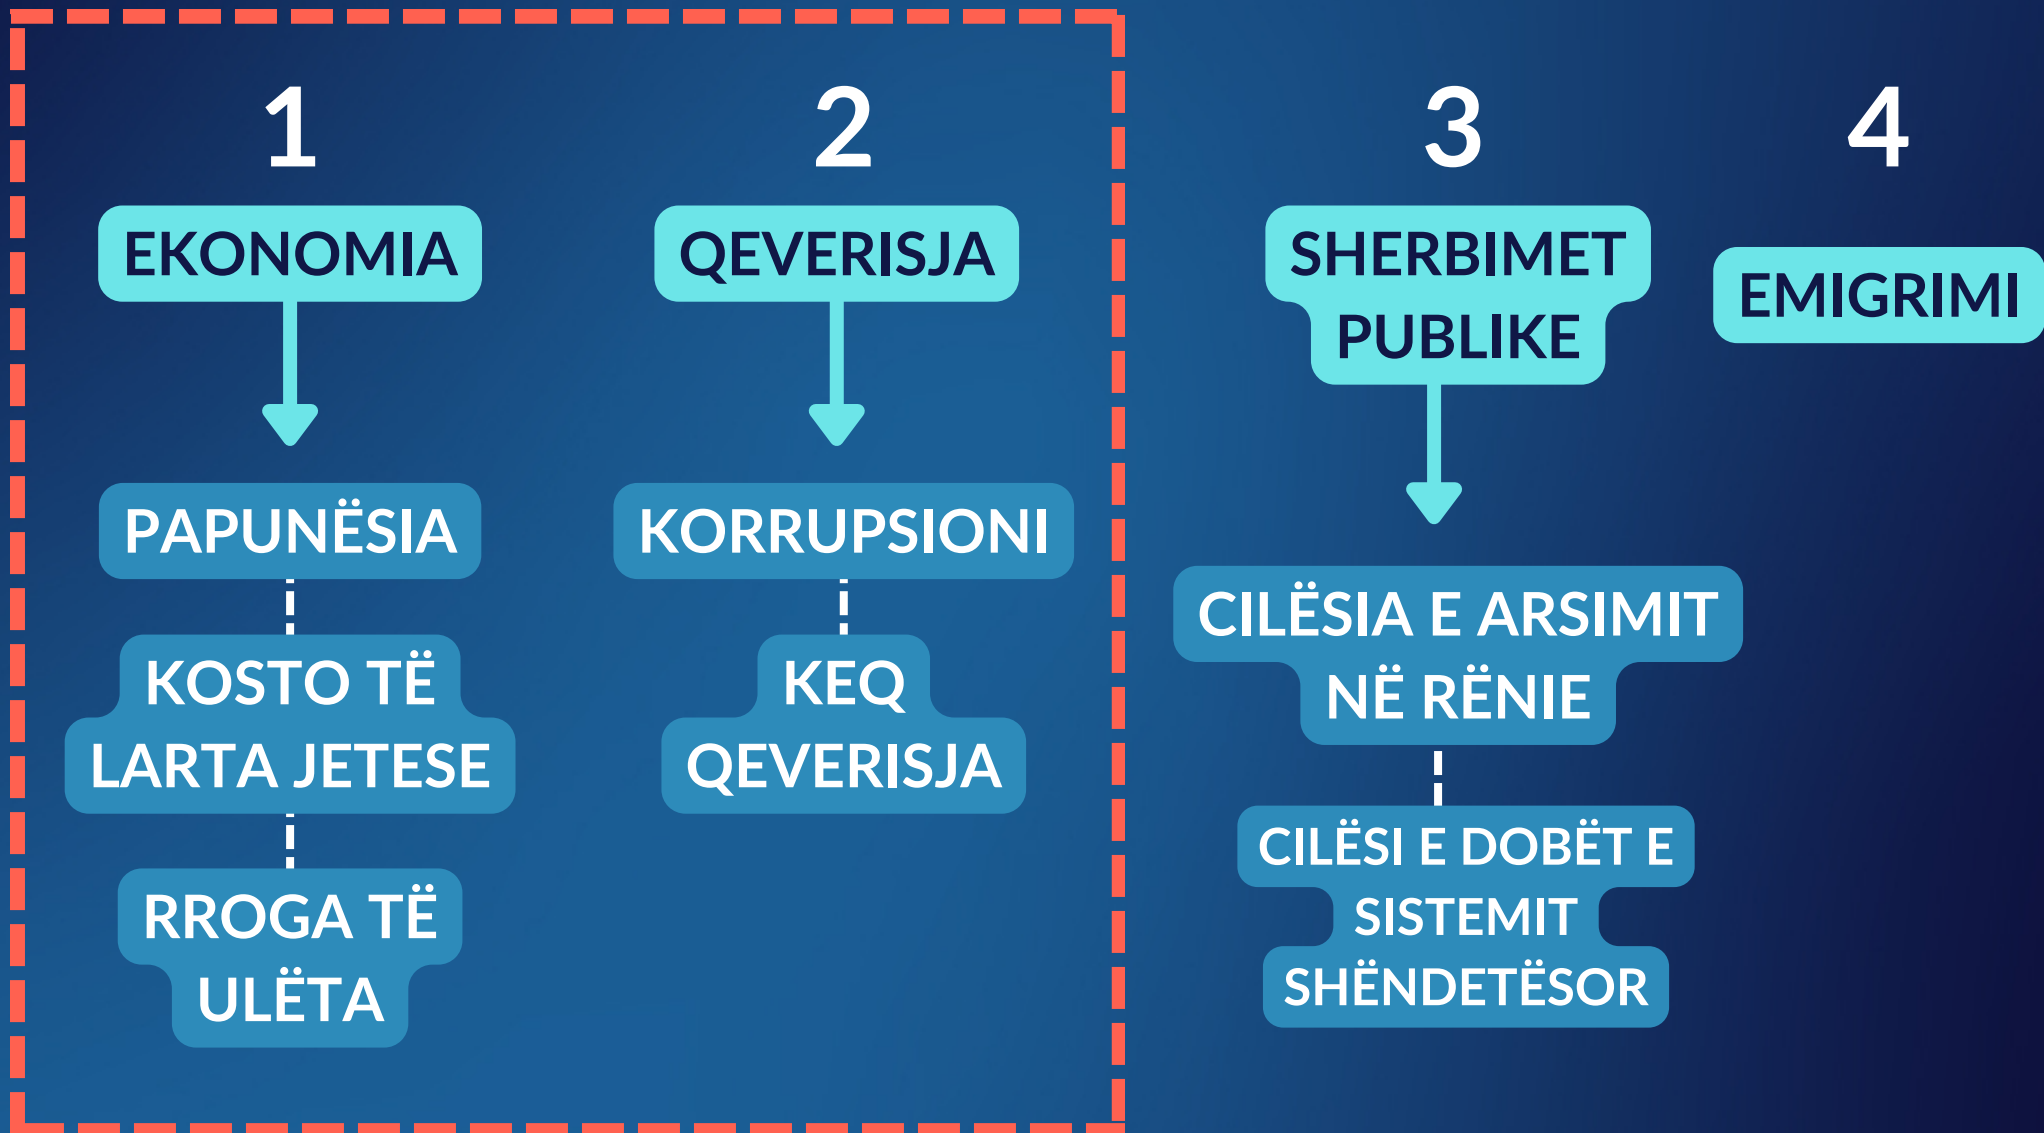 1
EKONOMIA
PAPUNËSIA
KOSTO TË
LARTA JETESE
RROGA TË
ULËTA
2
QEVERISJA
KORRUPSIONI
KEQ
QEVERISJA
3
SHERBIMET
PUBLIKE
CILËSIA E ARSIMIT
NË RËNIE
CILËSI E DOBËT E
SISTEMIT
SHËNDETËSOR
4
EMIGRIMI